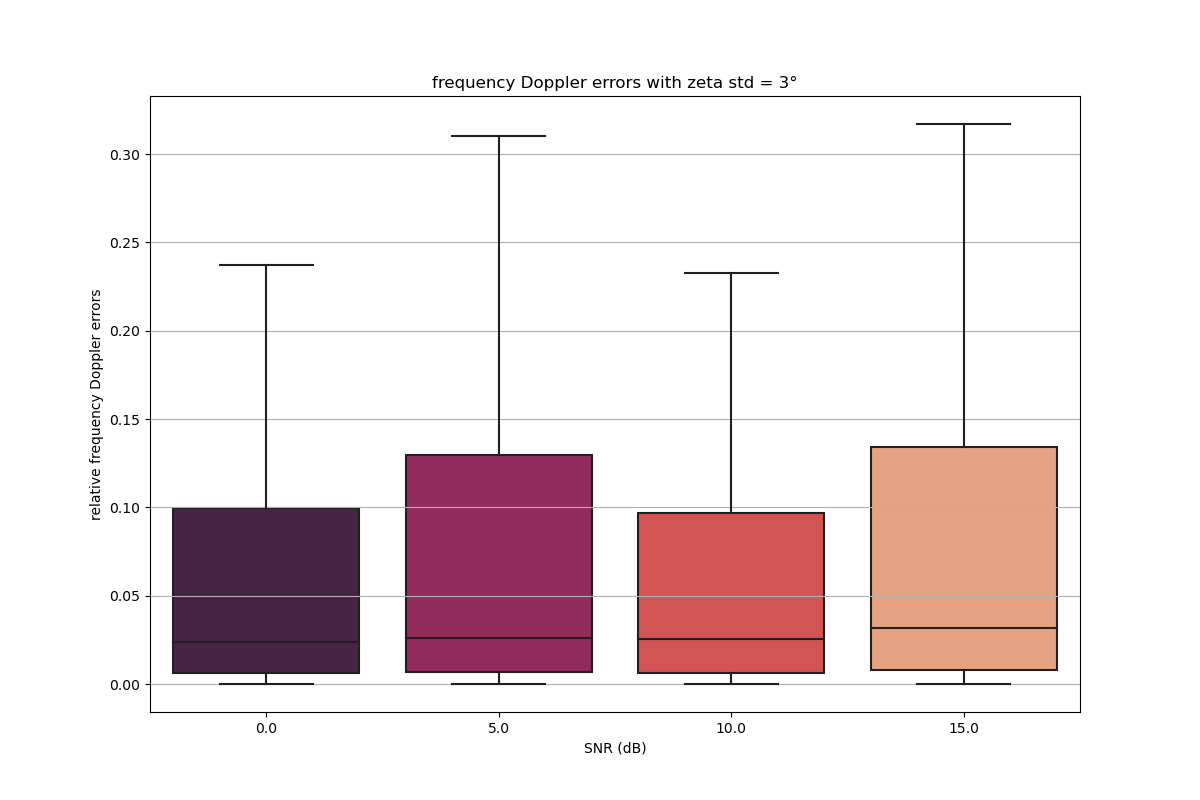 frequency Doppler errors with zeta std = 3°
relative frequency Doppler errors
0.30
0.25
0.20
0.15
0.10
0.05
0.00
0.0 5.0 10.0 15.0
SNR (dB)